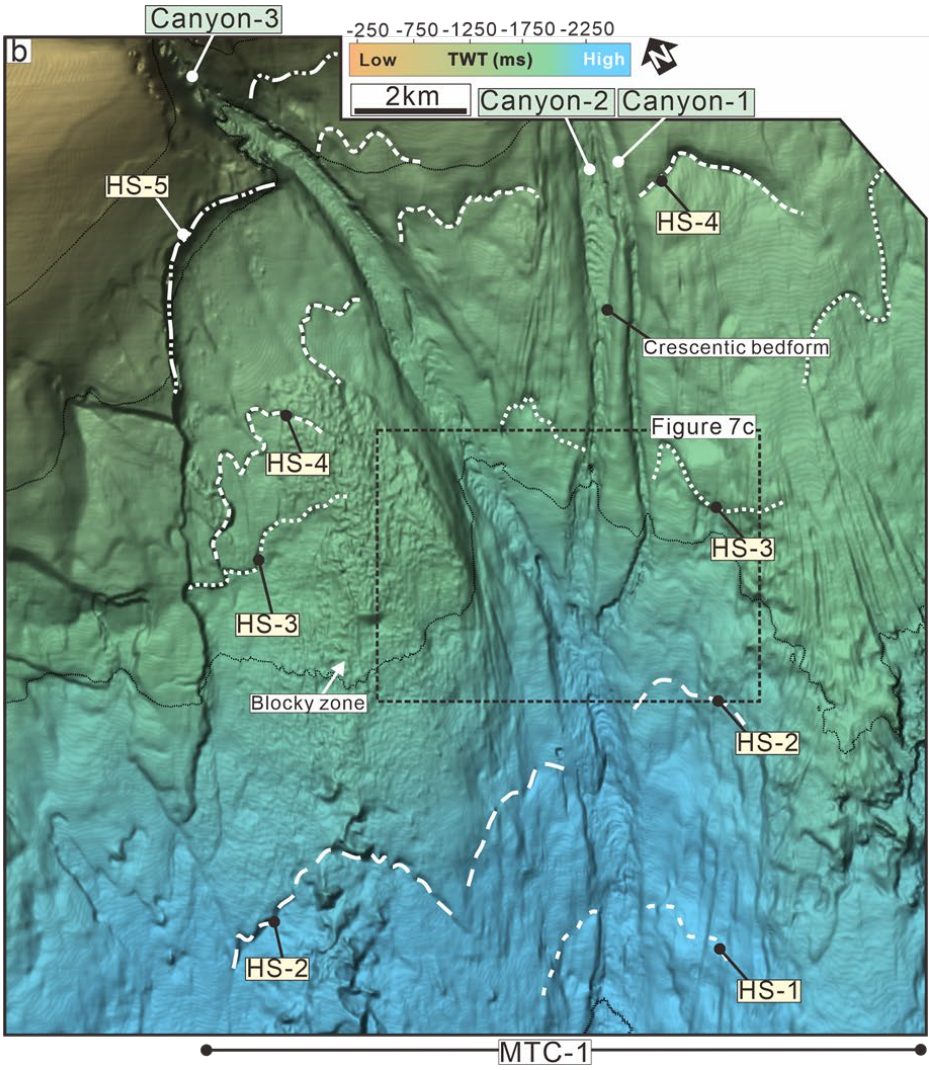 Canyon-3
b
-250 -750 -1250 -1750 -2250
Low TWT (ms) High
N
2km
Canyon-2 Canyon-1
HS-5
HS-4
Crescentic bedform
Figure 7c
HS-4
HS-3
HS-3
Blocky zone
HS-2
HS-2
HS-1
MTC-1